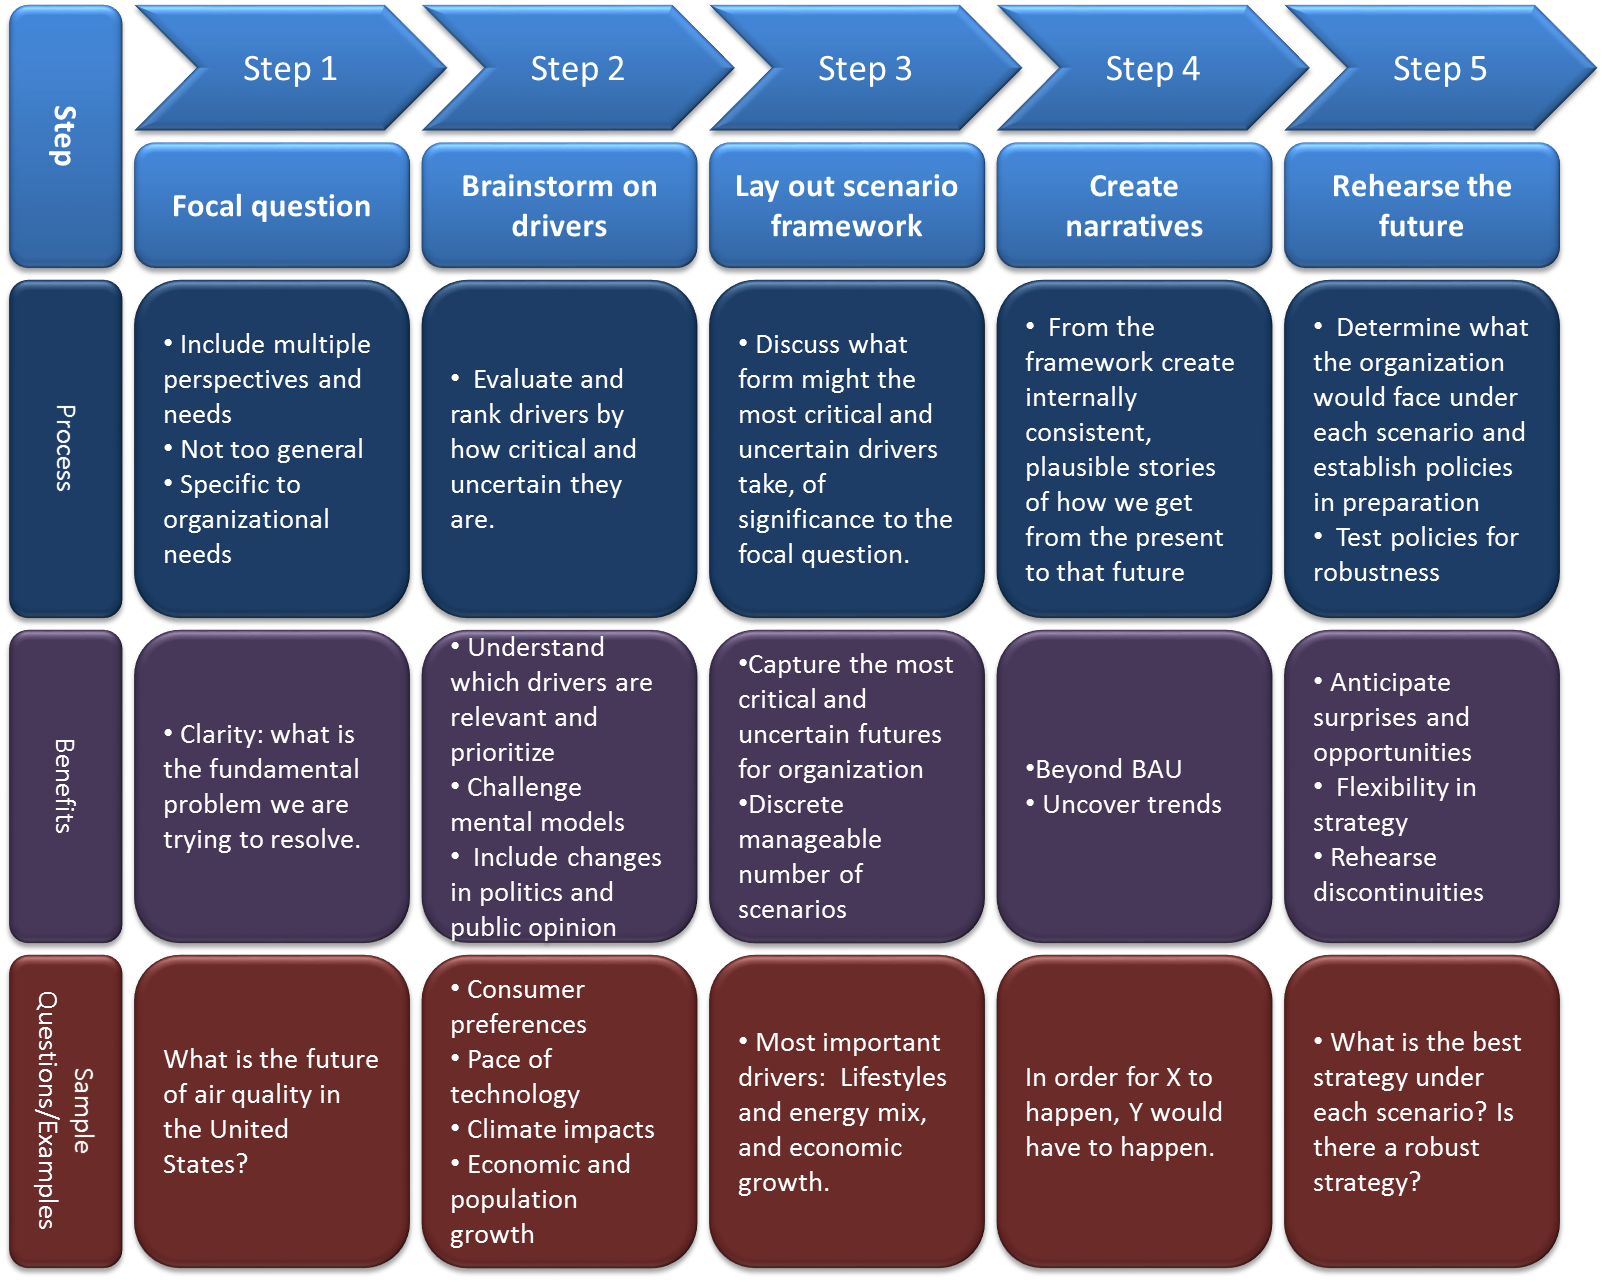 Step
Step 1
Step 2
Step 3
Step 4
Step 5
Focal question
Brainstorm on
drivers
Lay out scenario
framework
Create
narratives
Rehearse the
future
Process
• Include multiple
perspectives and
needs
• Not too general
• Specific to
organizational
needs
• Evaluate and
rank drivers by
how critical and
uncertain they
are.
• Discuss what
form might the
most critical and
uncertain drivers
take, of
significance to the
focal question.
• From the
framework create
internally
consistent,
plausible stories
of how we get
from the present
to that future
• Determine what
the organization
would face under
each scenario and
establish policies
in preparation
• Test policies for
robustness
Benefits
• Clarity: what is
the fundamental
problem we are
trying to resolve.
• Understand
which drivers are
relevant and
prioritize
• Challenge
mental models
• Include changes
in politics and
public opinion
•Capture the most
critical and
uncertain futures
for organization
•Discrete
manageable
number of
scenarios
•Beyond BAU
• Uncover trends
• Anticipate
surprises and
opportunities
• Flexibility in
strategy
• Rehearse
discontinuities
Sample
Questions/Examples
What is the future
of air quality in
the United
States?
• Consumer
preferences
• Pace of
technology
• Climate impacts
• Economic and
population
growth
• Most important
drivers: Lifestyles
and energy mix,
and economic
growth.
In order for X to
happen, Y would
have to happen.
• What is the best
strategy under
each scenario? Is
there a robust
strategy?